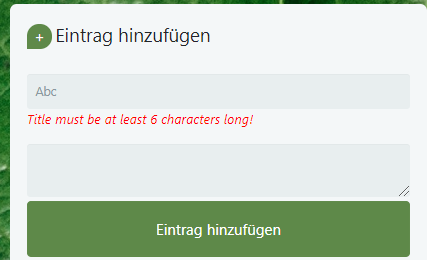 + Eintrag hinzufügen
Abc
Title must be at least 6 characters long!
Eintrag hinzufügen